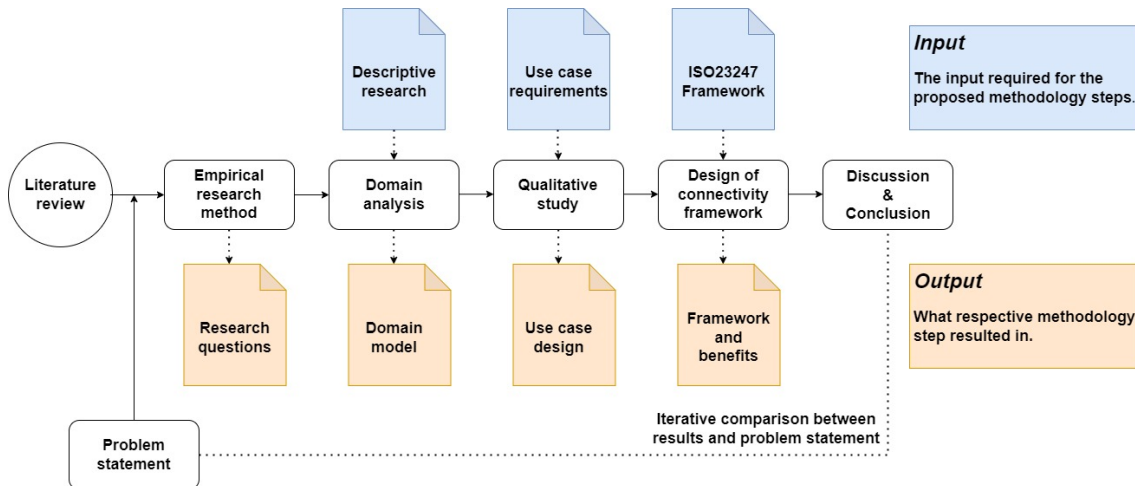 Descriptive
research
Use case
requirements
ISO23247
Framework
Input
The input required for the
proposed methodology steps.
Literature
review
Empirical
research
method
Domain
analysis
Qualitative
study
Design of
connectivity
framework
Discussion
&
Conclusion
Research
questions
Domain
model
Use case
design
Framework
and
benefits
Output
What respective methodology
step resulted in.
Problem
statement
Iterative comparison between
results and problem statement